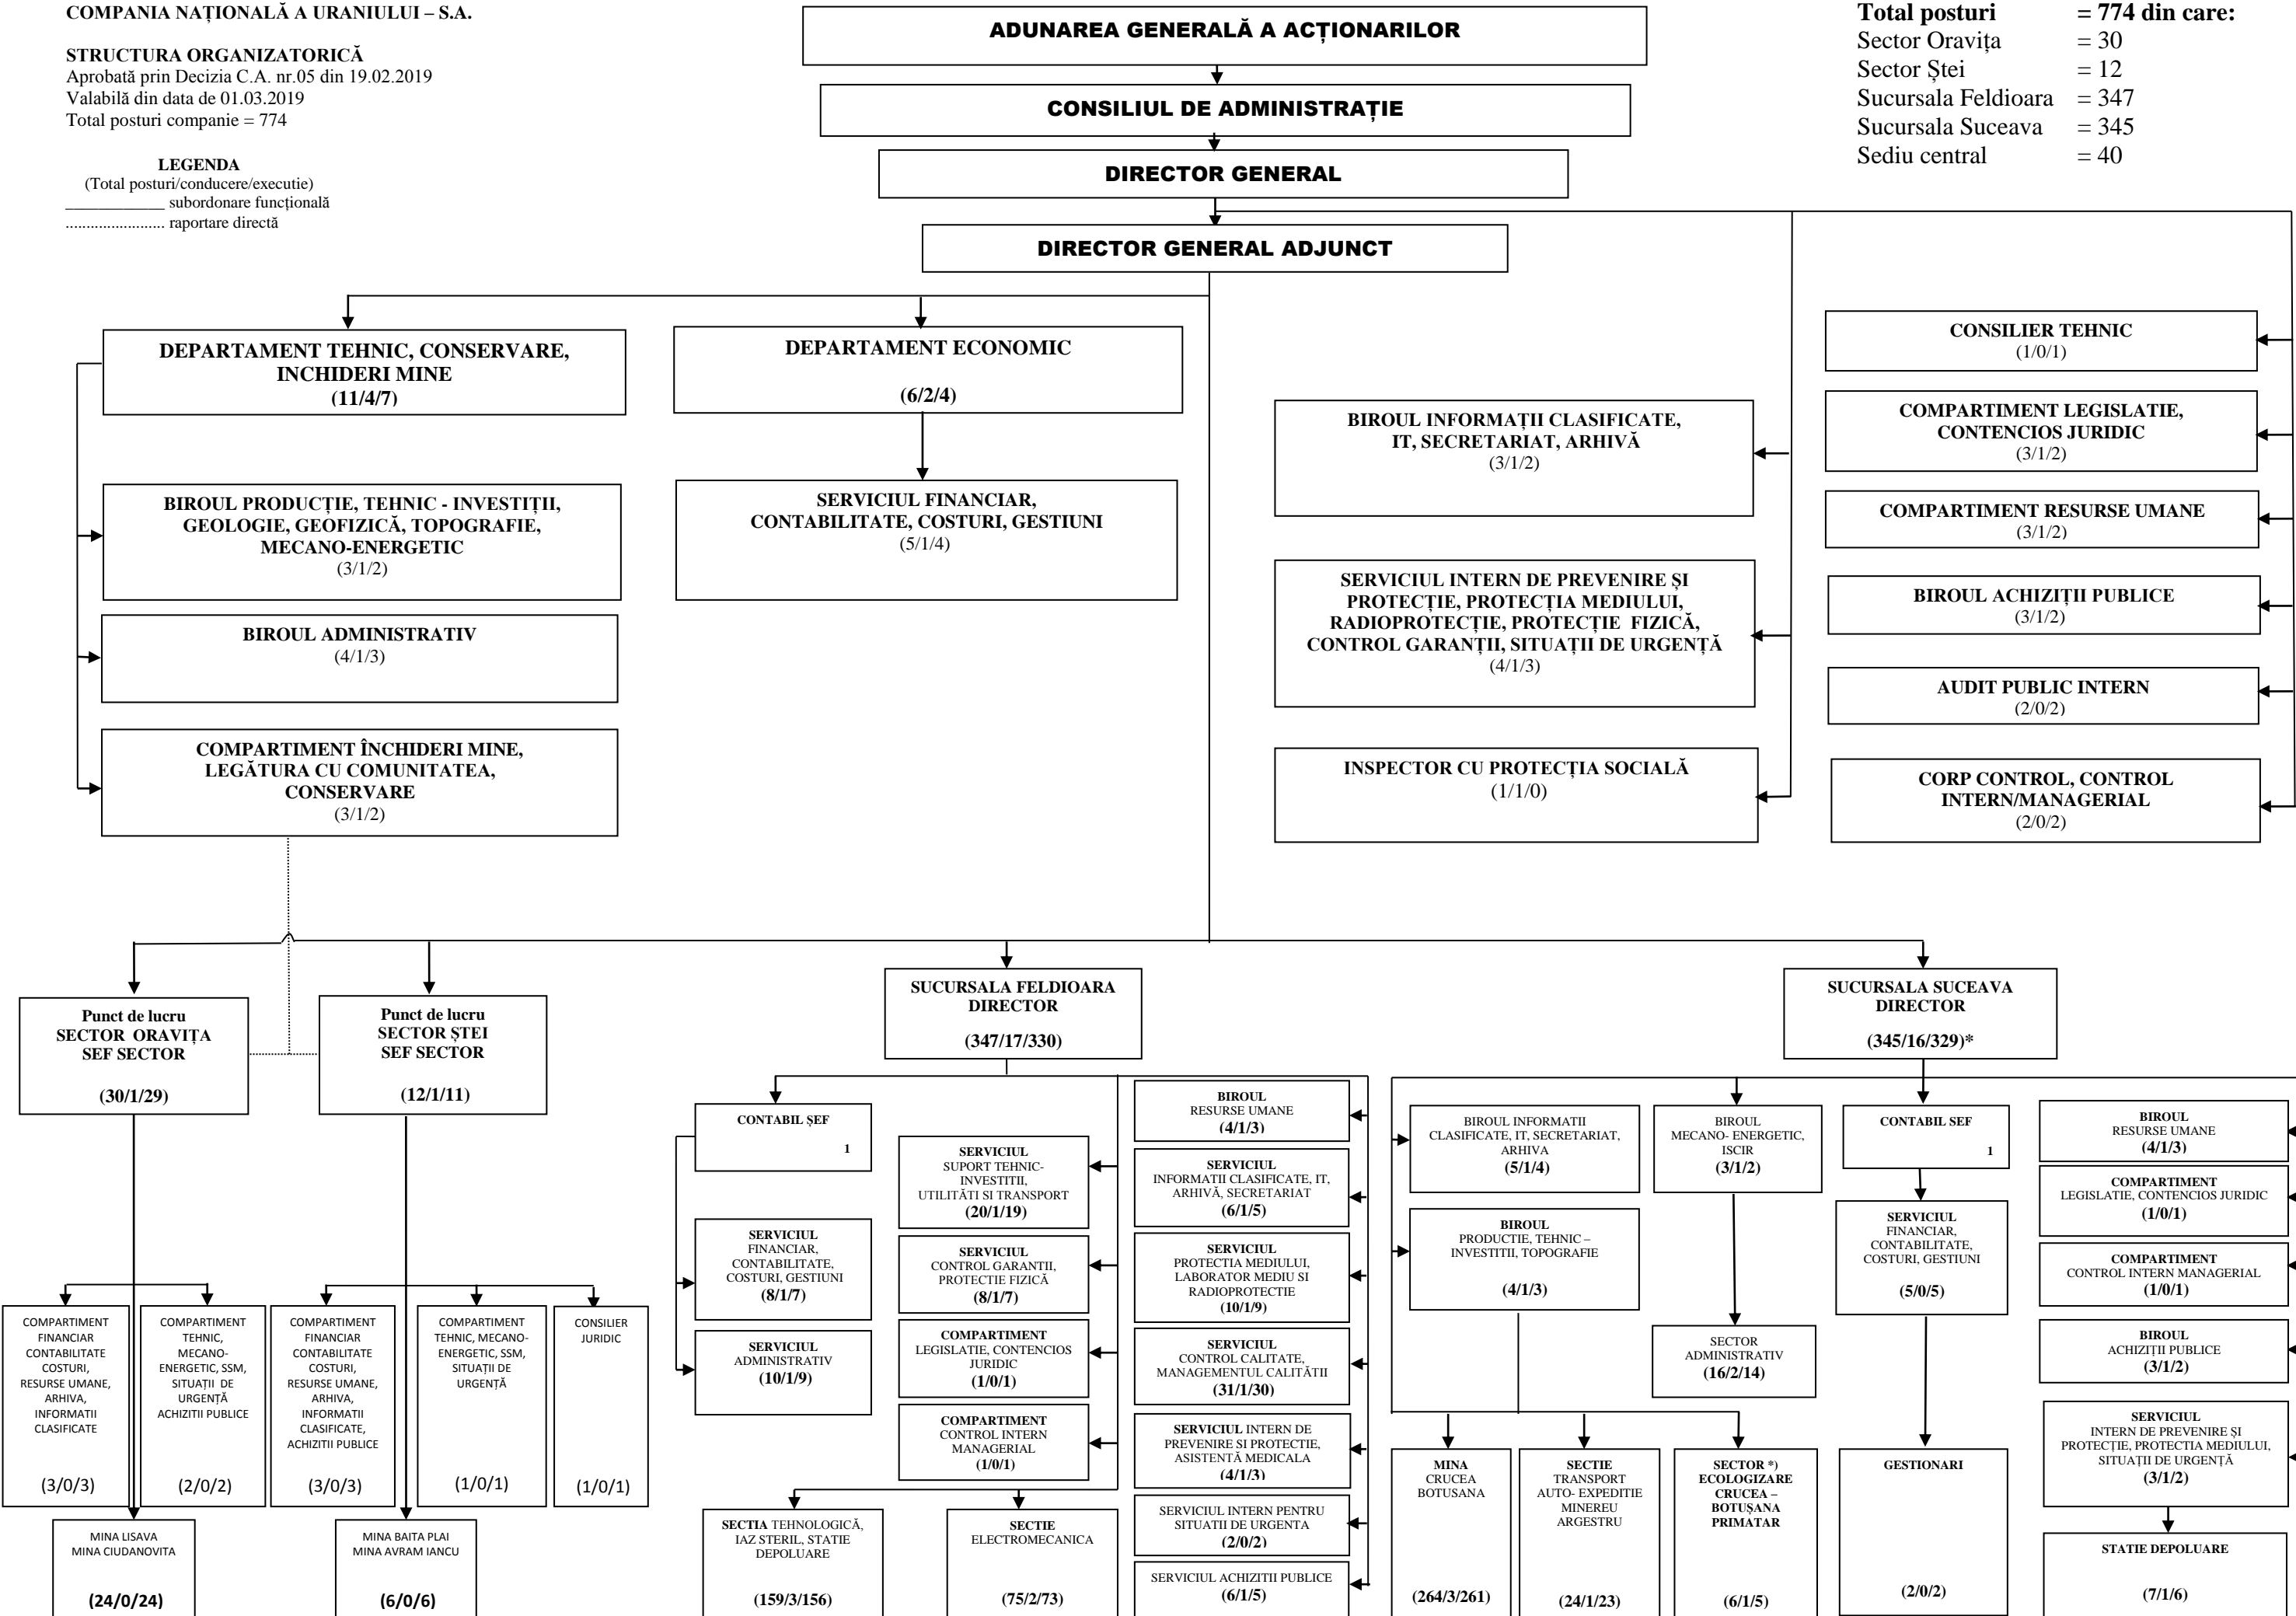 COMPANIA NAȚIONALĂ A URANIULUI – S.A.
STRUCTURA ORGANIZATORICĂ
Aprobată prin Decizia C.A. nr.05 din 19.02.2019
Valabilă din data de 01.03.2019
Total posturi companie = 774
LEGENDA
(Total posturi/conducere/executie)
____________ subordonare funcțională
........................ raportare directă
ADUNAREA GENERALĂ A ACȚIONARILOR
CONSILIUL DE ADMINISTRAȚIE
DIRECTOR GENERAL
DIRECTOR GENERAL ADJUNCT
Total posturi = 774 din care:
Sector Oravița = 30
Sector Ștei = 12
Sucursala Feldioara = 347
Sucursala Suceava = 345
Sediu central = 40
DEPARTAMENT TEHNIC, CONSERVARE,
INCHIDERI MINE
(11/4/7)
DEPARTAMENT ECONOMIC
(6/2/4)
BIROUL PRODUCȚIE, TEHNIC - INVESTIȚII,
GEOLOGIE, GEOFIZICĂ, TOPOGRAFIE,
MECANO-ENERGETIC
(3/1/2)
SERVICIUL FINANCIAR,
CONTABILITATE, COSTURI, GESTIUNI
(5/1/4)
BIROUL ADMINISTRATIV
(4/1/3)
COMPARTIMENT ÎNCHIDERI MINE,
LEGĂTURA CU COMUNITATEA,
CONSERVARE
(3/1/2)
BIROUL INFORMAȚII CLASIFICATE,
IT, SECRETARIAT, ARHIVĂ
(3/1/2)
SERVICIUL INTERN DE PREVENIRE ȘI
PROTECȚIE, PROTECȚIA MEDIULUI,
RADIOPROTECȚIE, PROTECȚIE FIZICĂ,
CONTROL GARANȚII, SITUAȚII DE URGENȚĂ
(4/1/3)
INSPECTOR CU PROTECȚIA SOCIALĂ
(1/1/0)
CONSILIER TEHNIC
(1/0/1)
COMPARTIMENT LEGISLATIE,
CONTENCIOS JURIDIC
(3/1/2)
COMPARTIMENT RESURSE UMANE
(3/1/2)
BIROUL ACHIZIȚII PUBLICE
(3/1/2)
AUDIT PUBLIC INTERN
(2/0/2)
CORP CONTROL, CONTROL
INTERN/MANAGERIAL
(2/0/2)
Punct de lucru
SECTOR ORAVIȚA
SEF SECTOR
(30/1/29)
Punct de lucru
SECTOR ȘTEI
SEF SECTOR
(12/1/11)
SUCURSALA FELDIOARA
DIRECTOR
(347/17/330)
SUCURSALA SUCEAVA
DIRECTOR
(345/16/329)*
COMPARTIMENT
FINANCIAR
CONTABILITATE
COSTURI,
RESURSE UMANE,
ARHIVA,
INFORMATII
CLASIFICATE
(3/0/3)
COMPARTIMENT
TEHNIC,
MECANO-
ENERGETIC, SSM,
SITUAȚII DE
URGENȚĂ
ACHIZITII PUBLICE
(2/0/2)
MINA LISAVA
MINA CIUDANOVITA
(24/0/24)
COMPARTIMENT
FINANCIAR
CONTABILITATE
COSTURI,
RESURSE UMANE,
ARHIVA,
INFORMATII
CLASIFICATE,
ACHIZITII PUBLICE
(3/0/3)
COMPARTIMENT
TEHNIC, MECANO-
ENERGETIC, SSM,
SITUAȚII DE
URGENȚĂ
(1/0/1)
CONSILIER
JURIDIC
(1/0/1)
MINA BAITA PLAI
MINA AVRAM IANCU
(6/0/6)
CONTABIL ȘEF
1
SERVICIUL
FINANCIAR,
CONTABILITATE,
COSTURI, GESTIUNI
(8/1/7)
SERVICIUL
ADMINISTRATIV
(10/1/9)
SERVICIUL
SUPORT TEHNIC-
INVESTITII,
UTILITĂTI SI TRANSPORT
(20/1/19)
SERVICIUL
CONTROL GARANTII,
PROTECTIE FIZICĂ
(8/1/7)
COMPARTIMENT
LEGISLATIE, CONTENCIOS
JURIDIC
(1/0/1)
COMPARTIMENT
CONTROL INTERN
MANAGERIAL
(1/0/1)
SECTIA TEHNOLOGICĂ,
IAZ STERIL, STATIE
DEPOLUARE
(159/3/156)
SECTIE
ELECTROMECANICA
(75/2/73)
BIROUL
RESURSE UMANE
(4/1/3)
SERVICIUL
INFORMATII CLASIFICATE, IT,
ARHIVĂ, SECRETARIAT
(6/1/5)
SERVICIUL
PROTECTIA MEDIULUI,
LABORATOR MEDIU SI
RADIOPROTECTIE
(10/1/9)
SERVICIUL
CONTROL CALITATE,
MANAGEMENTUL CALITĂTII
(31/1/30)
SERVICIUL INTERN DE
PREVENIRE SI PROTECTIE,
ASISTENTĂ MEDICALA
(4/1/3)
SERVICIUL INTERN PENTRU
SITUATII DE URGENTA
(2/0/2)
SERVICIUL ACHIZITII PUBLICE
(6/1/5)
BIROUL INFORMATII
CLASIFICATE, IT, SECRETARIAT,
ARHIVA
(5/1/4)
BIROUL
PRODUCTIE, TEHNIC –
INVESTITII, TOPOGRAFIE
(4/1/3)
BIROUL
MECANO- ENERGETIC,
ISCIR
(3/1/2)
SECTOR
ADMINISTRATIV
(16/2/14)
MINA
CRUCEA
BOTUSANA
(264/3/261)
SECTIE
TRANSPORT
AUTO- EXPEDITIE
MINEREU
ARGESTRU
(24/1/23)
SECTOR *)
ECOLOGIZARE
CRUCEA –
BOTUȘANA
PRIMATAR
(6/1/5)
CONTABIL SEF
1
SERVICIUL
FINANCIAR,
CONTABILITATE,
COSTURI, GESTIUNI
(5/0/5)
GESTIONARI
(2/0/2)
BIROUL
RESURSE UMANE
(4/1/3)
COMPARTIMENT
LEGISLATIE, CONTENCIOS JURIDIC
(1/0/1)
COMPARTIMENT
CONTROL INTERN MANAGERIAL
(1/0/1)
BIROUL
ACHIZIȚII PUBLICE
(3/1/2)
SERVICIUL
INTERN DE PREVENIRE ȘI
PROTECȚIE, PROTECTIA MEDIULUI,
SITUAȚII DE URGENȚĂ
(3/1/2)
STATIE DEPOLUARE
(7/1/6)